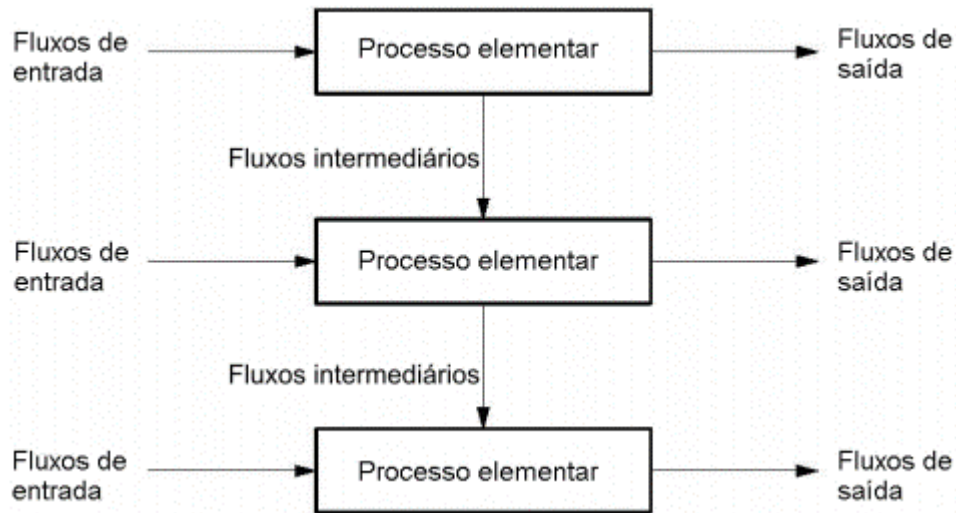 Fluxos de
entrada
Processo elementar
Fluxos de
saída
Fluxos intermediários
Fluxos de
entrada
Processo elementar
Fluxos de
saída
Fluxos intermediários
Fluxos de
entrada
Processo elementar
Fluxos de
saída